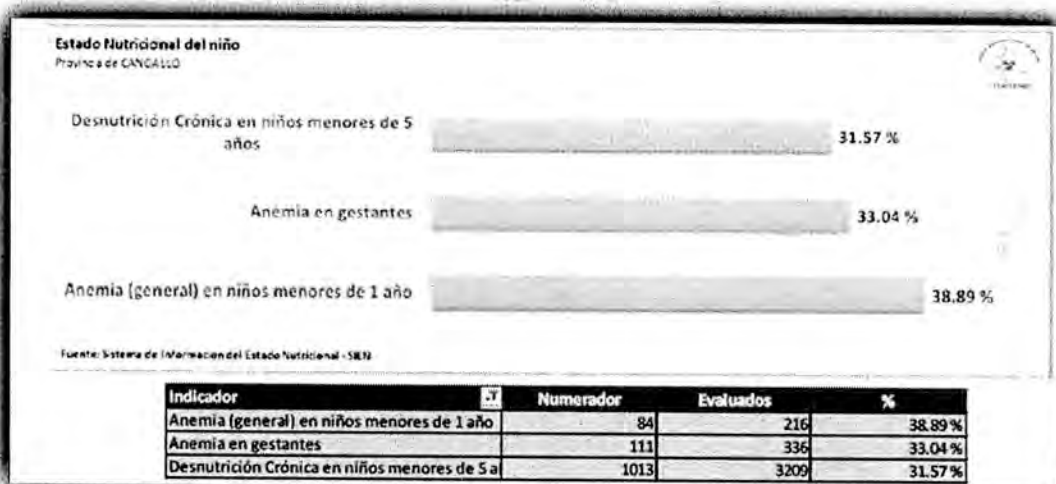 Estado Nutricional del niño
Provincia de CANGALLO
Desnutrición Crónica en niños menores de 5
años
31.57 %
Anemia en gestantes
33.04 %
Anemia (general) en niños menores de 1 año
38.89 %
Fuente: Sistema de Informacion del Estado Nutricional - SIEN
Indicador Numerador Evaluados %
Anemia (general) en niños menores de 1 año 84 216 38.89 %
Anemia en gestantes 111 336 33.04 %
Desnutrición Crónica en niños menores de 5 a 1013 3209 31.57 %